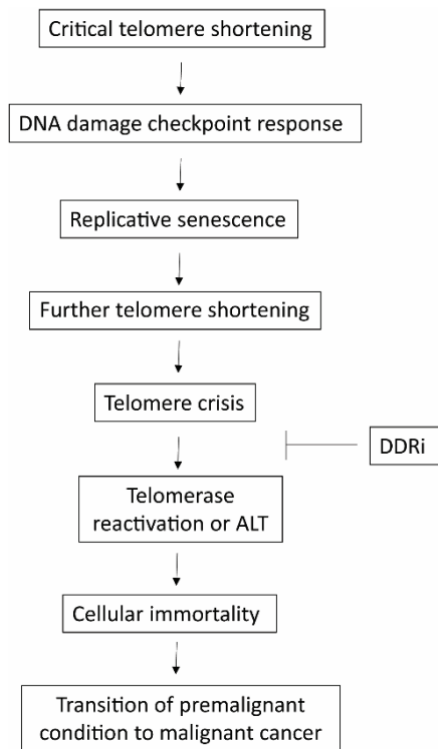 Critical telomere shortening
DNA damage checkpoint response
Replicative senescence
Further telomere shortening
Telomere crisis
DDRi
Telomerase
reactivation or ALT
Cellular immortality
Transition of premalignant
condition to malignant cancer